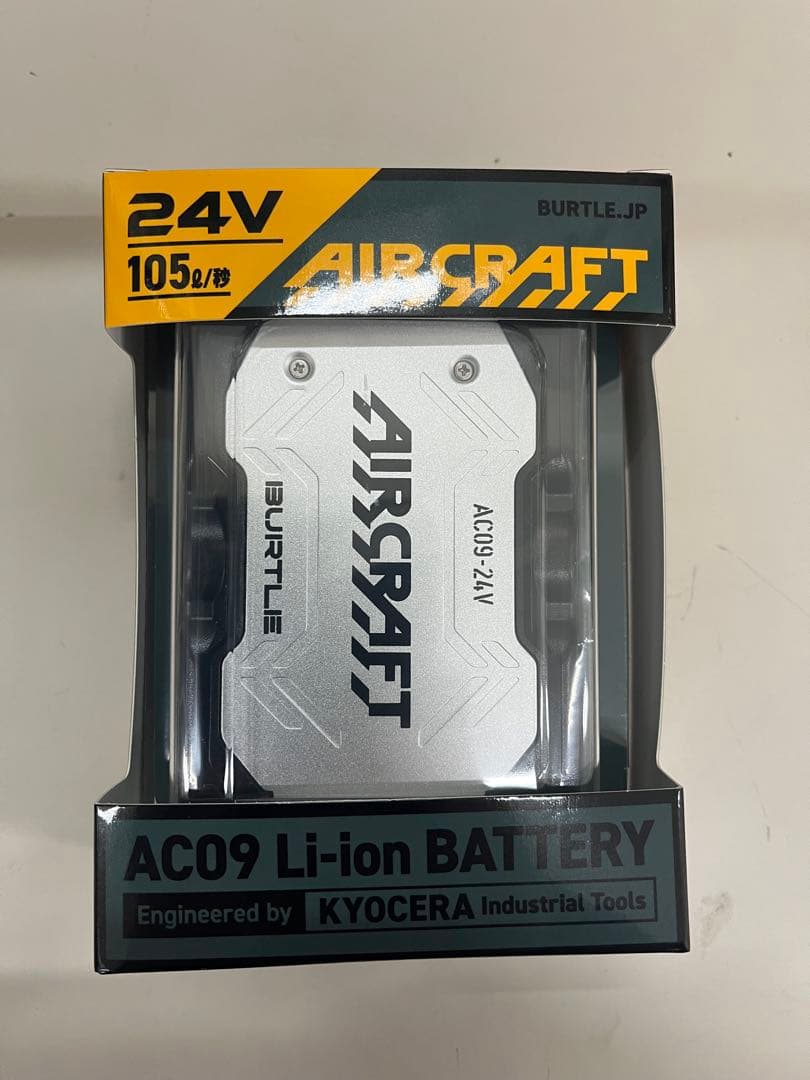 24V
105ℓ/秒
BURTLE.JP
AIRCRAFT
AIRCRAFT
BURTLE
AC09-24V
AC09 Li-ion BATTERY
Engineered by KYOCERA Industrial Tools